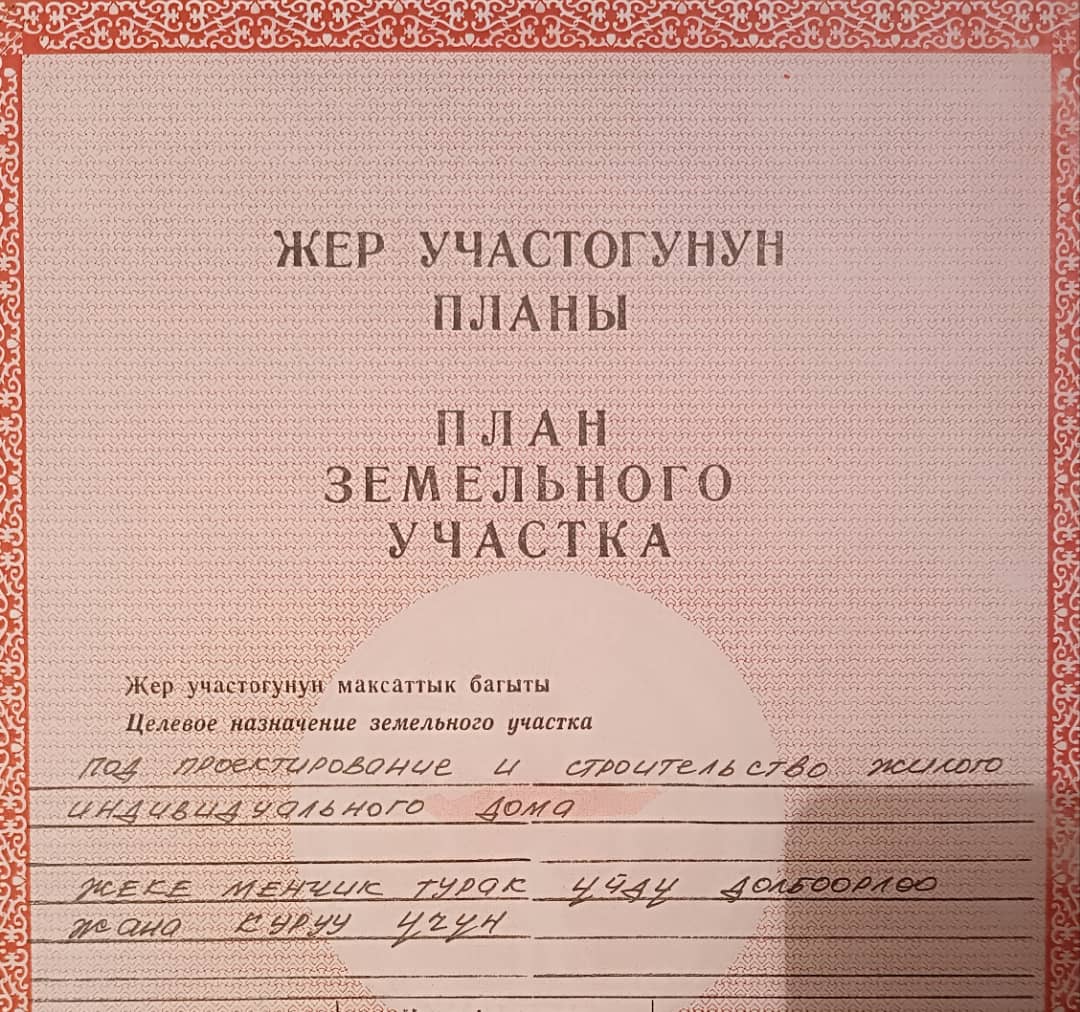 ЖЕР УЧАСТОГУНУН
ПЛАНЫ
ПЛАН
ЗЕМЕЛЬНОГО
УЧАСТКА
Жер участогунун максаттык багыты
Целевое назначение земельного участка
под проектирование и строительство жилого
индивидуального дома
жеке менчик турак үйдү долбоорлоо
жана куруу үчүн